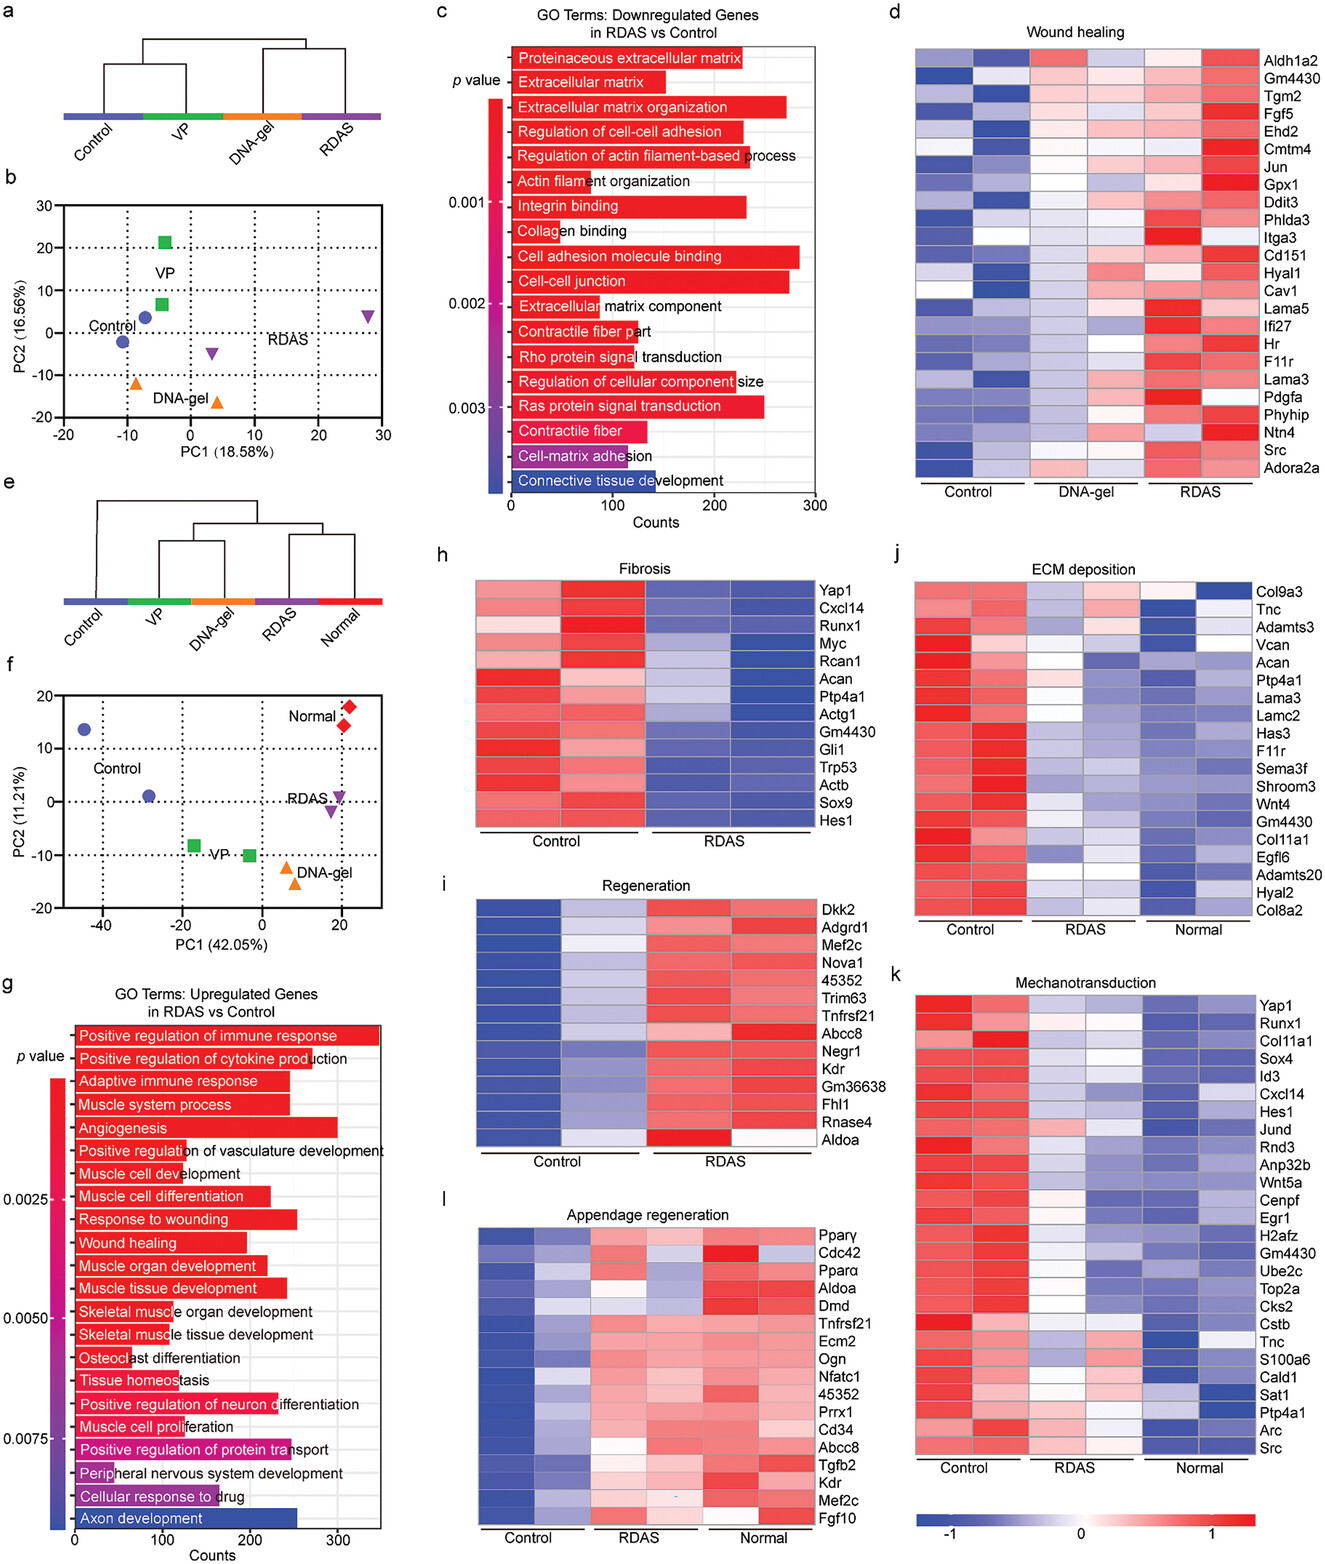 a
Control
VP
DNA-gel
RDAS
b
30
20
10
0
-10
-20
-20
-10
0
10
20
30
PC2 (16.56%)
PC1 (18.58%)
VP
Control
RDAS
DNA-gel
c
GO Terms: Downregulated Genes
in RDAS vs Control
p value
0.001
0.002
0.003
Proteinaceous extracellular matrix
Extracellular matrix
Extracellular matrix organization
Regulation of cell-cell adhesion
Regulation of actin filament-based process
Actin filament organization
Integrin binding
Collagen binding
Cell adhesion molecule binding
Cell-cell junction
Extracellular matrix component
Contractile fiber part
Rho protein signal transduction
Regulation of cellular component size
Ras protein signal transduction
Contractile fiber
Cell-matrix adhesion
Connective tissue development
0
100
200
300
Counts
d
Wound healing
Aldh1a2
Gm4430
Tgm2
Fgf5
Ehd2
Cmtm4
Jun
Gpx1
Ddit3
Phlda3
Itga3
Cd151
Hyal1
Cav1
Lama5
Ifi27
Hr
F11r
Lama3
Pdgfa
Phyhip
Ntn4
Src
Adora2a
Control
DNA-gel
RDAS
e
Control
VP
DNA-gel
RDAS
Normal
f
20
10
0
-10
-20
-40
-20
0
20
PC2 (11.21%)
PC1 (42.05%)
Normal
Control
RDAS
VP
DNA-gel
g
GO Terms: Upregulated Genes
in RDAS vs Control
p value
0.0025
0.0050
0.0075
Positive regulation of immune response
Positive regulation of cytokine production
Adaptive immune response
Muscle system process
Angiogenesis
Positive regulation of vasculature development
Muscle cell development
Muscle cell differentiation
Response to wounding
Wound healing
Muscle organ development
Muscle tissue development
Skeletal muscle organ development
Skeletal muscle tissue development
Osteoclast differentiation
Tissue homeostasis
Positive regulation of neuron differentiation
Muscle cell proliferation
Positive regulation of protein transport
Peripheral nervous system development
Cellular response to drug
Axon development
0
100
200
300
Counts
h
Fibrosis
Yap1
Cxcl14
Runx1
Myc
Rcan1
Acan
Ptp4a1
Actg1
Gm4430
Gli1
Trp53
Actb
Sox9
Hes1
Control
RDAS
i
Regeneration
Dkk2
Adgrd1
Mef2c
Nova1
45352
Trim63
Tnfrsf21
Abcc8
Negr1
Kdr
Gm36638
Fhl1
Rnase4
Aldoa
Control
RDAS
j
ECM deposition
Col9a3
Tnc
Adamts3
Vcan
Acan
Ptp4a1
Lama3
Lamc2
Has3
F11r
Sema3f
Shroom3
Wnt4
Gm4430
Col11a1
Egfl6
Adamts20
Hyal2
Col8a2
Control
RDAS
Normal
k
Mechanotransduction
Yap1
Runx1
Col11a1
Sox4
Id3
Cxcl14
Hes1
Jund
Rnd3
Anp32b
Wnt5a
Cenpf
Egr1
H2afz
Gm4430
Ube2c
Top2a
Cks2
Cstb
Tnc
S100a6
Cald1
Sat1
Ptp4a1
Arc
Src
Control
RDAS
Normal
l
Appendage regeneration
Pparγ
Cdc42
Pparα
Aldoa
Dmd
Tnfrsf21
Ecm2
Ogn
Nfatc1
45352
Prrx1
Cd34
Abcc8
Tgfb2
Kdr
Mef2c
Fgf10
Control
RDAS
Normal
-1
0
1